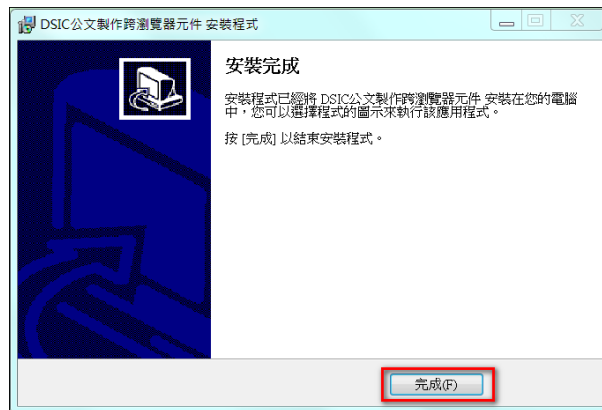 DSIC公文製作跨瀏覽器元件 安裝程式
安裝完成
安裝程式已經將 DSIC公文製作跨瀏覽器元件 安裝在您的電腦
中，您可以選擇程式的圖示來執行該應用程式。
按 [完成] 以結束安裝程式。
完成(F)